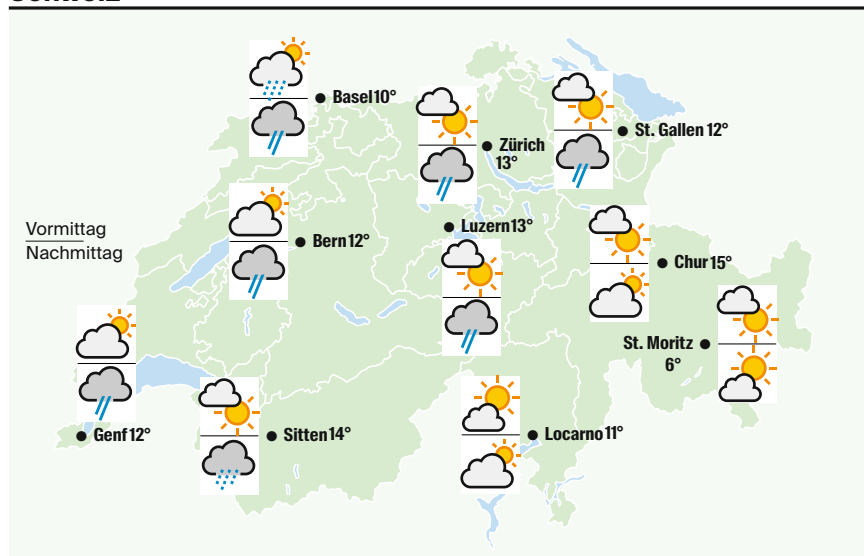 Basel 10°
Zürich
13°
St. Gallen 12°
Vormittag
Nachmittag
Bern 12°
Luzern 13°
Chur 15°
St. Moritz
6°
Genf 12°
Sitten 14°
Locarno 11°